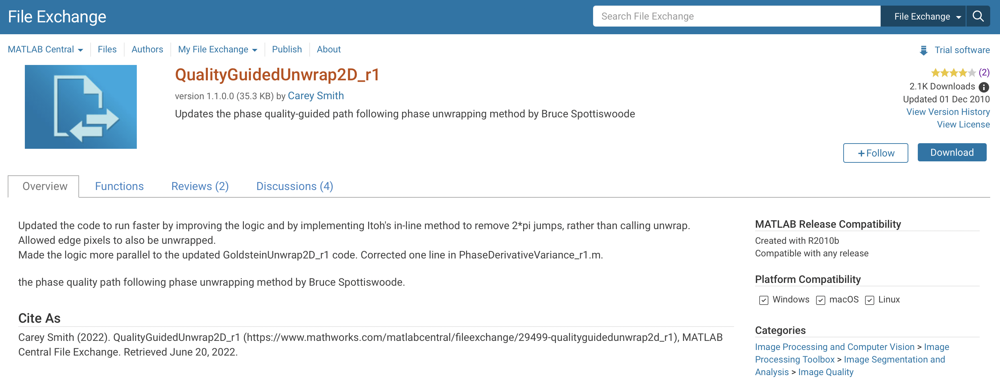 File Exchange
Search File Exchange
File Exchange
MATLAB Central
Files
Authors
My File Exchange
Publish
About
Trial software
QualityGuidedUnwrap2D_r1
version 1.1.0.0 (35.3 KB) by Carey Smith
Updates the phase quality-guided path following phase unwrapping method by Bruce Spottiswoode
(2)
2.1K Downloads
Updated 01 Dec 2010
View Version History
View License
+Follow
Download
Overview
Functions
Reviews (2)
Discussions (4)
Updated the code to run faster by improving the logic and by implementing Itoh's in-line method to remove 2*pi jumps, rather than calling unwrap.
Allowed edge pixels to also be unwrapped.
Made the logic more parallel to the updated GoldsteinUnwrap2D_r1 code. Corrected one line in PhaseDerivativeVariance_r1.m.
the phase quality path following phase unwrapping method by Bruce Spottiswoode.
Cite As
Carey Smith (2022). QualityGuidedUnwrap2D_r1 (https://www.mathworks.com/matlabcentral/fileexchange/29499-qualityguidedunwrap2d_r1), MATLAB
Central File Exchange. Retrieved June 20, 2022.
MATLAB Release Compatibility
Created with R2010b
Compatible with any release
Platform Compatibility
Windows macOS Linux
Categories
Image Processing and Computer Vision > Image
Processing Toolbox > Image Segmentation and
Analysis > Image Quality